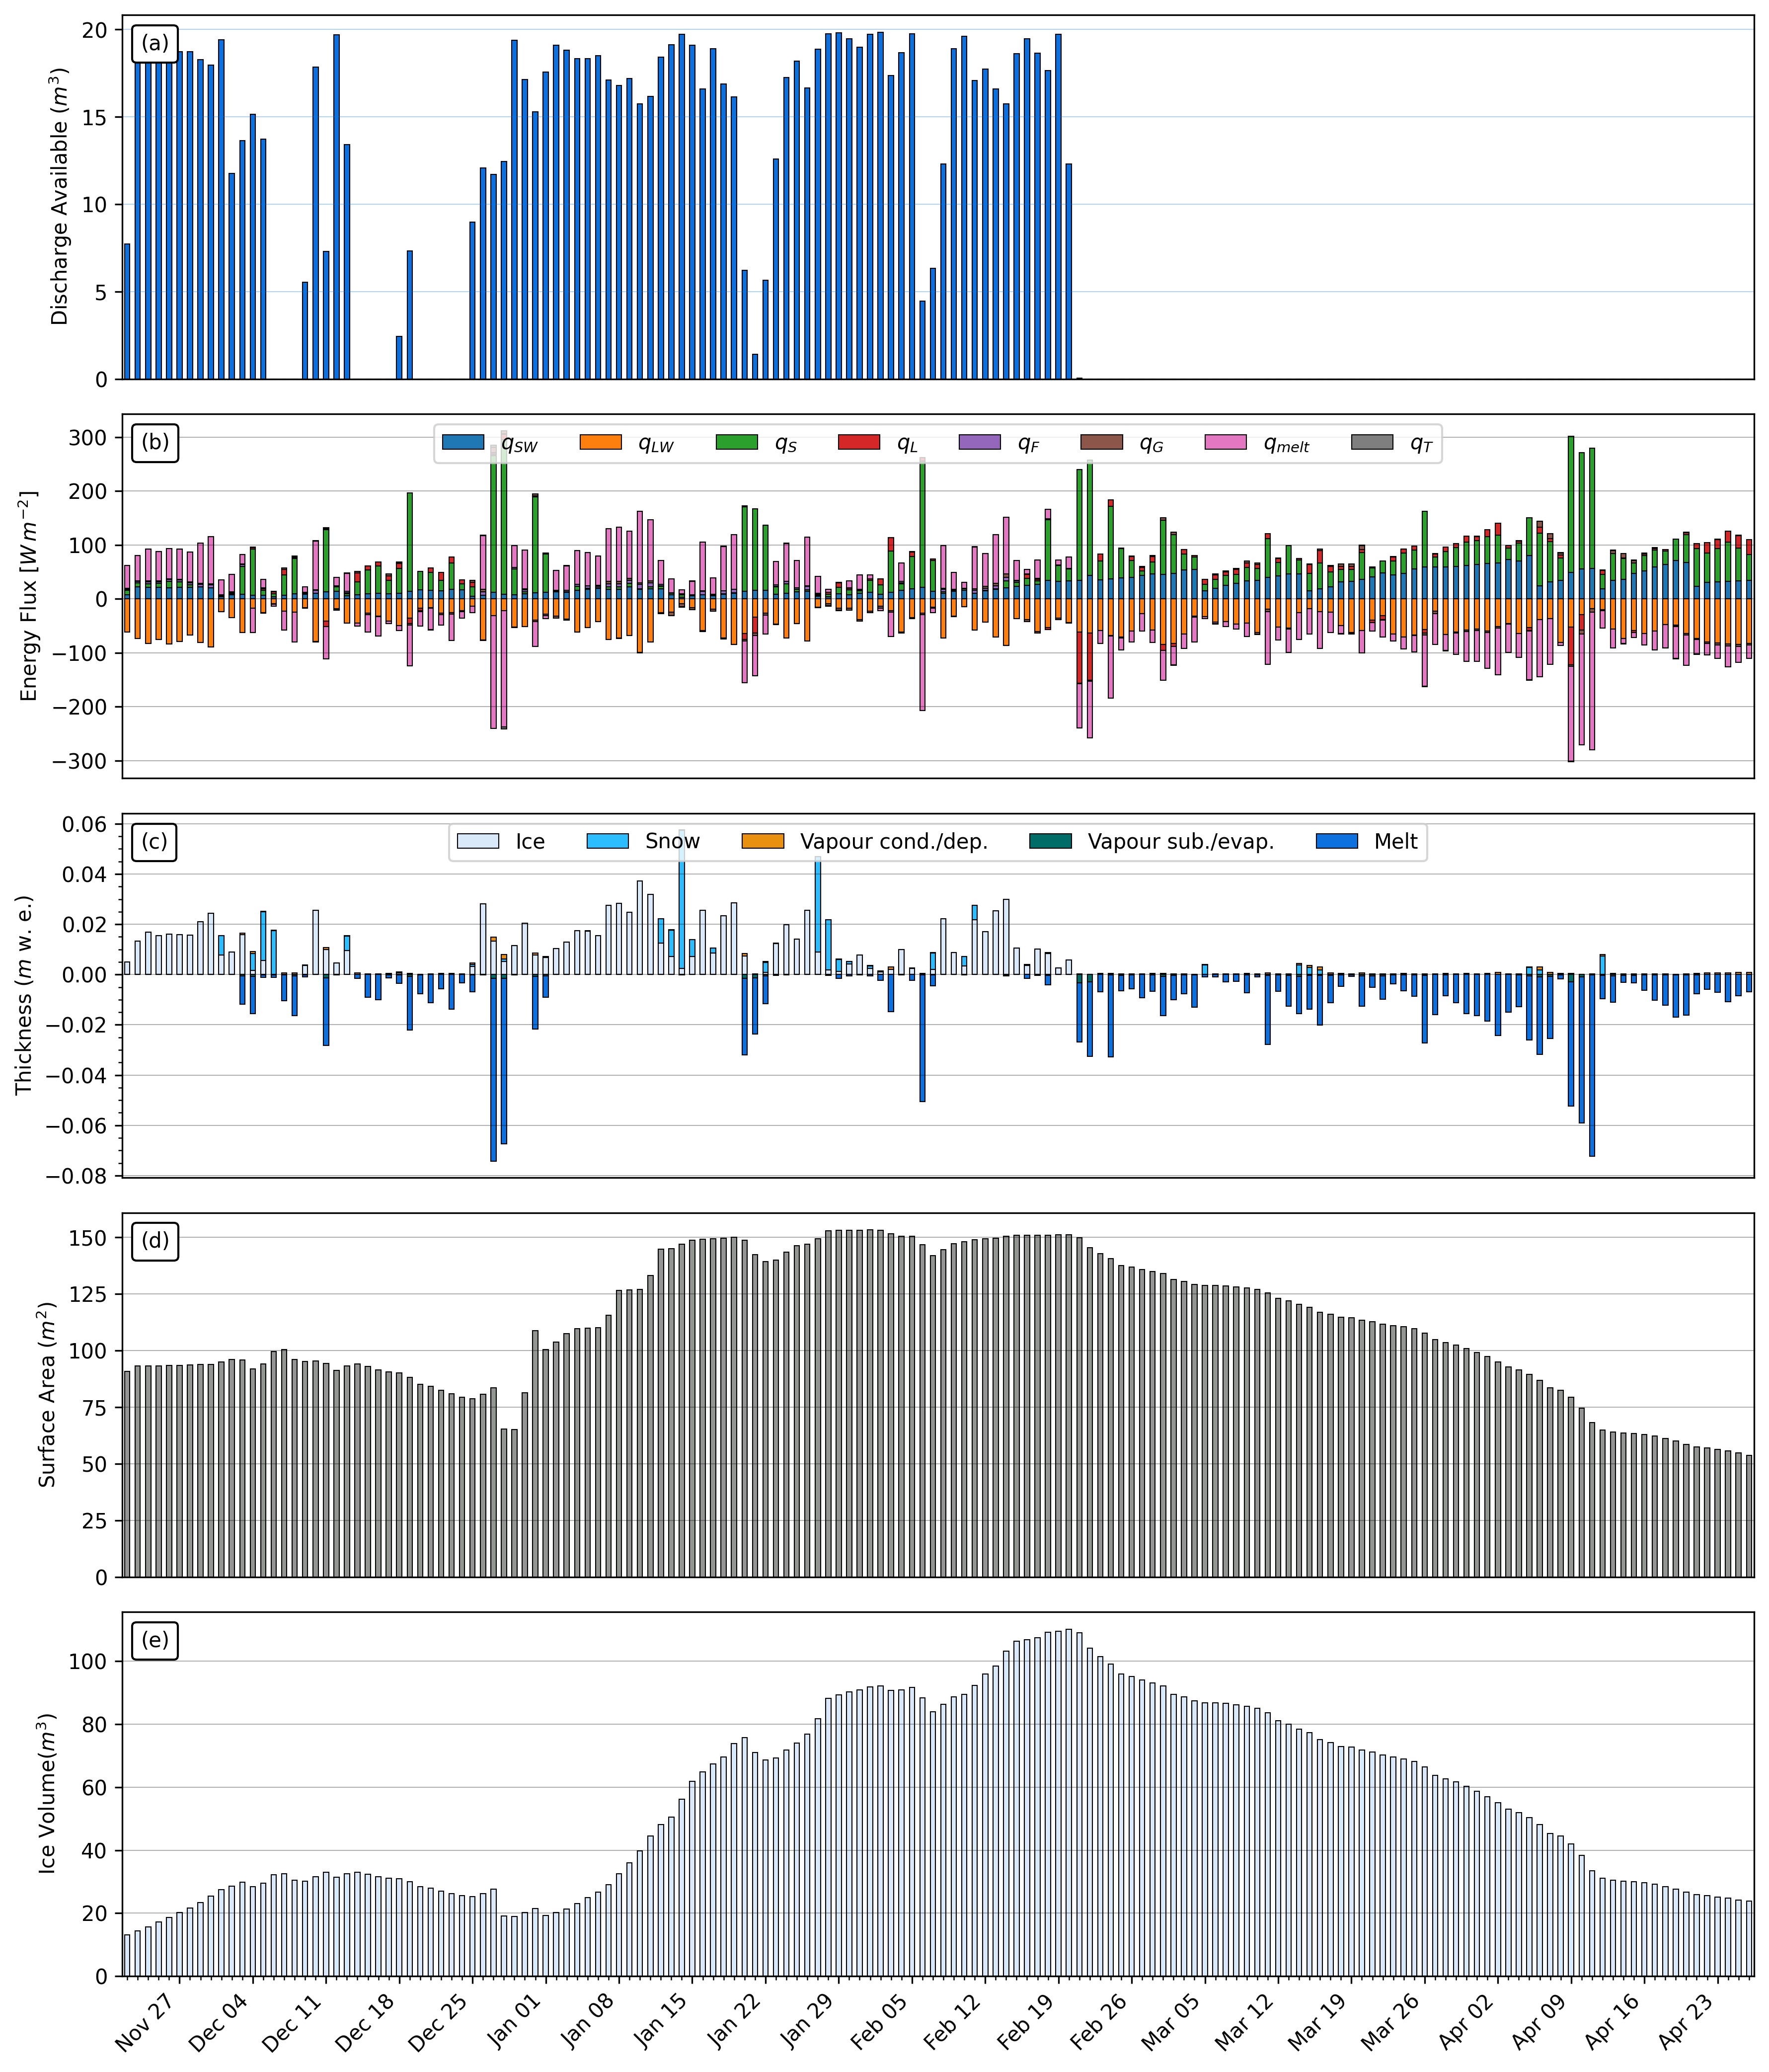 (a)
Discharge Available (m³)
20
15
10
5
0
(b)
q_SW q_LW q_S q_L q_F q_G q_melt q_T
Energy Flux [W m⁻²]
300
200
100
0
−100
−200
−300
(c)
Ice Snow Vapour cond./dep. Vapour sub./evap. Melt
Thickness (m w. e.)
0.06
0.04
0.02
0.00
−0.02
−0.04
−0.06
−0.08
(d)
Surface Area (m²)
150
125
100
75
50
25
0
(e)
Ice Volume(m³)
100
80
60
40
20
0
Nov 27 Dec 04 Dec 11 Dec 18 Dec 25 Jan 01 Jan 08 Jan 15 Jan 22 Jan 29 Feb 05 Feb 12 Feb 19 Feb 26 Mar 05 Mar 12 Mar 19 Mar 26 Apr 02 Apr 09 Apr 16 Apr 23